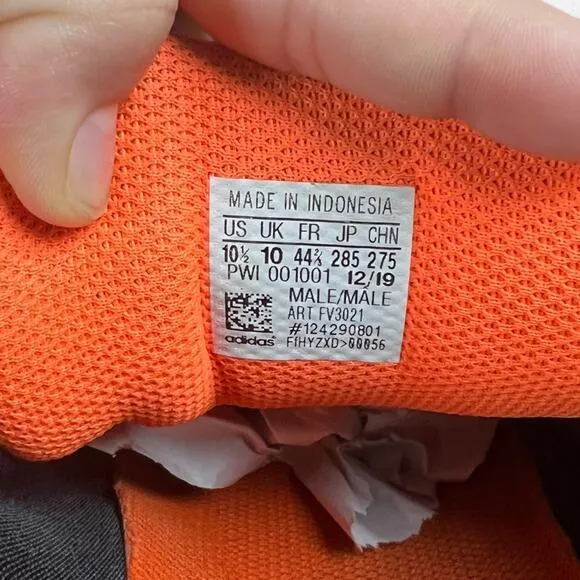 MADE IN INDONESIA
US UK FR JP CHN
10½ 10 44⅔ 285 275
PWI 001001 12/19
MALE/MALE
ART FV3021
#124290801
adidas FfHYZXD>00056